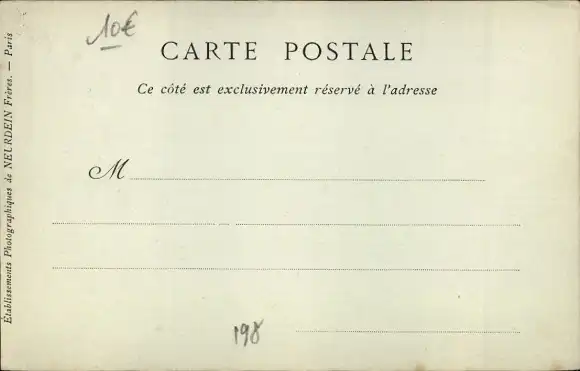 10€
CARTE POSTALE
Ce côté est exclusivement réservé à l'adresse
M
198
Établissements Photographiques de NEURDEIN Frères. — Paris